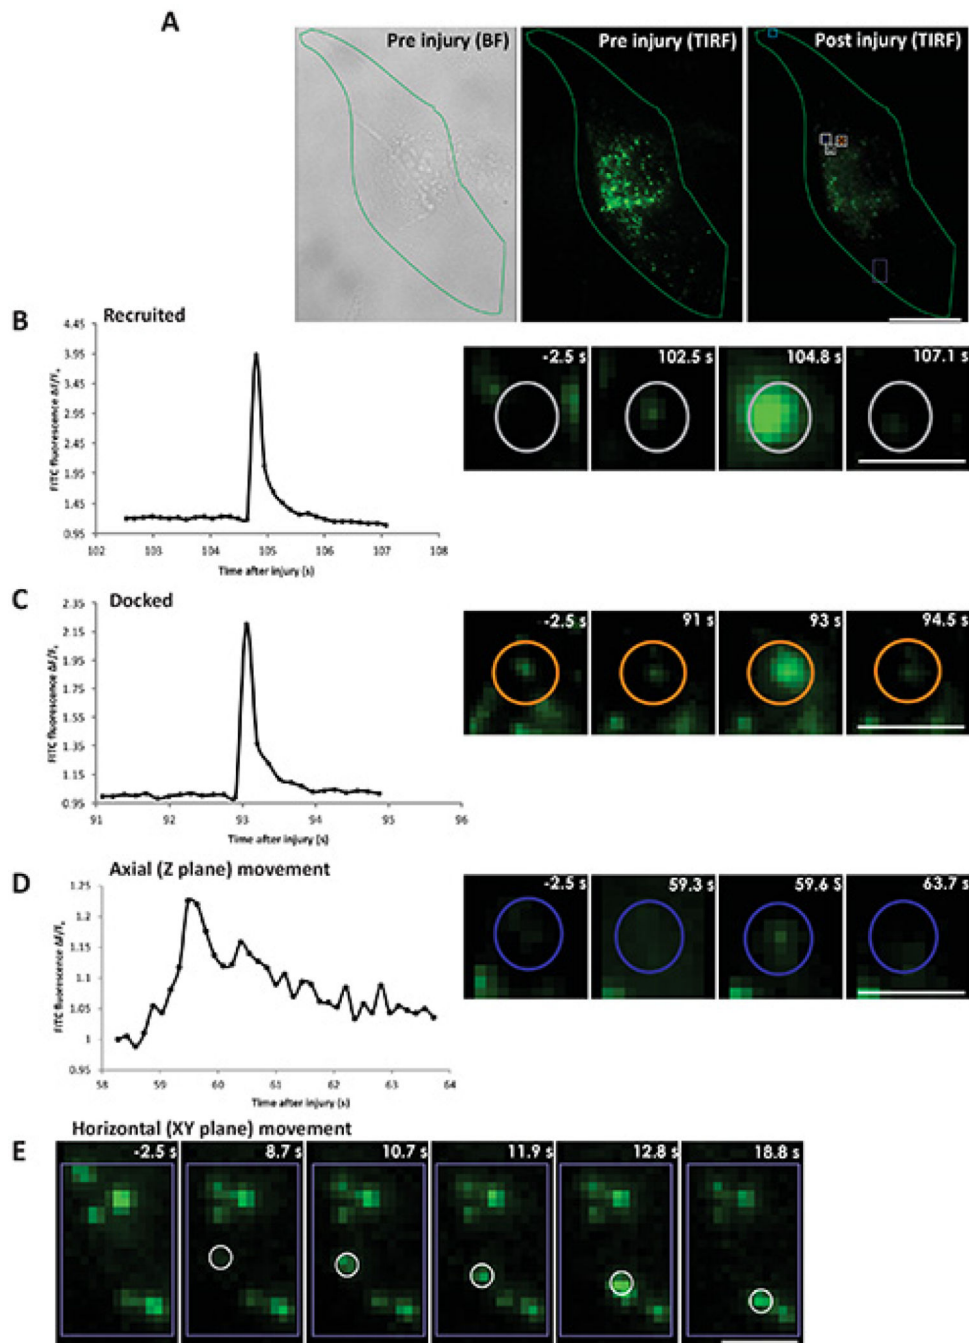 A
Pre injury (BF)
Pre injury (TIRF)
Post injury (TIRF)
B
Recruited
FITC fluorescence ΔF/F₀
4.45
3.95
3.45
2.95
2.45
1.95
1.45
0.95
102 103 104 105 106 107 108
Time after injury (s)
-2.5 s
102.5 s
104.8 s
107.1 s
C
Docked
FITC fluorescence ΔF/F₀
2.35
2.15
1.95
1.75
1.55
1.35
1.15
0.95
91 92 93 94 95 96
Time after injury (s)
-2.5 s
91 s
93 s
94.5 s
D
Axial (Z plane) movement
FITC fluorescence ΔF/F₀
1.25
1.2
1.15
1.1
1.05
1
0.95
58 59 60 61 62 63 64
Time after injury (s)
-2.5 s
59.3 s
59.6 S
63.7 s
E
Horizontal (XY plane) movement
-2.5 s
8.7 s
10.7 s
11.9 s
12.8 s
18.8 s